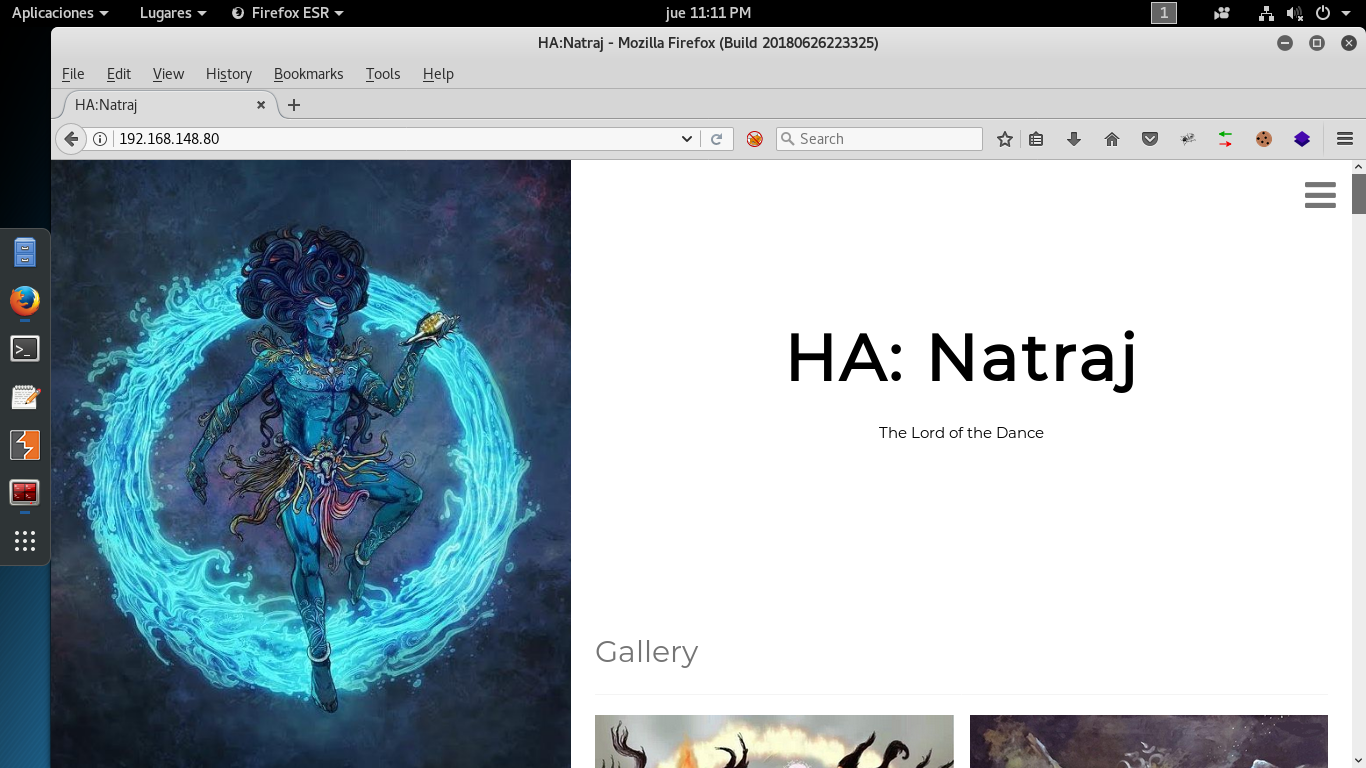 Aplicaciones Lugares Firefox ESR jue 11:11 PM 1
HA:Natraj - Mozilla Firefox (Build 20180626223325)
File Edit View History Bookmarks Tools Help
HA:Natraj
192.168.148.80 Search
HA: Natraj
The Lord of the Dance
Gallery